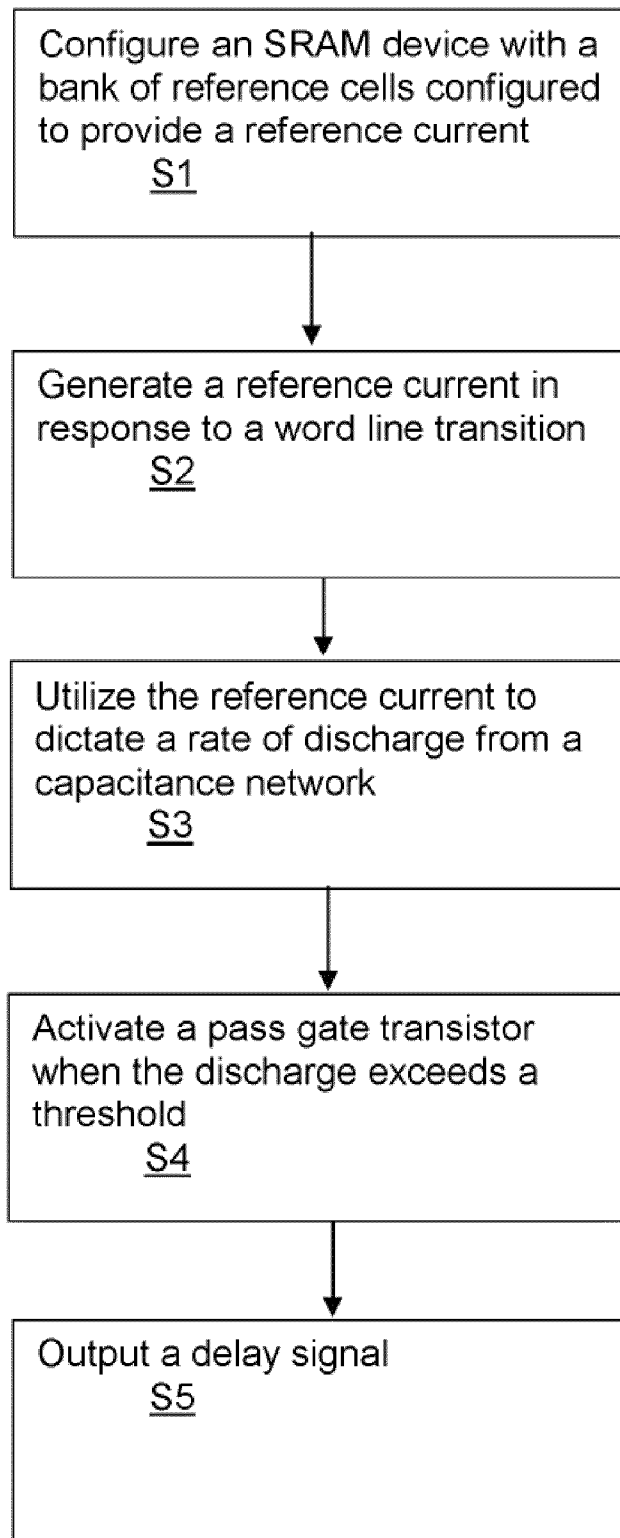 Configure an SRAM device with a
bank of reference cells configured
to provide a reference current
S1
Generate a reference current in
response to a word line transition
S2
Utilize the reference current to
dictate a rate of discharge from a
capacitance network
S3
Activate a pass gate transistor
when the discharge exceeds a
threshold
S4
Output a delay signal
S5